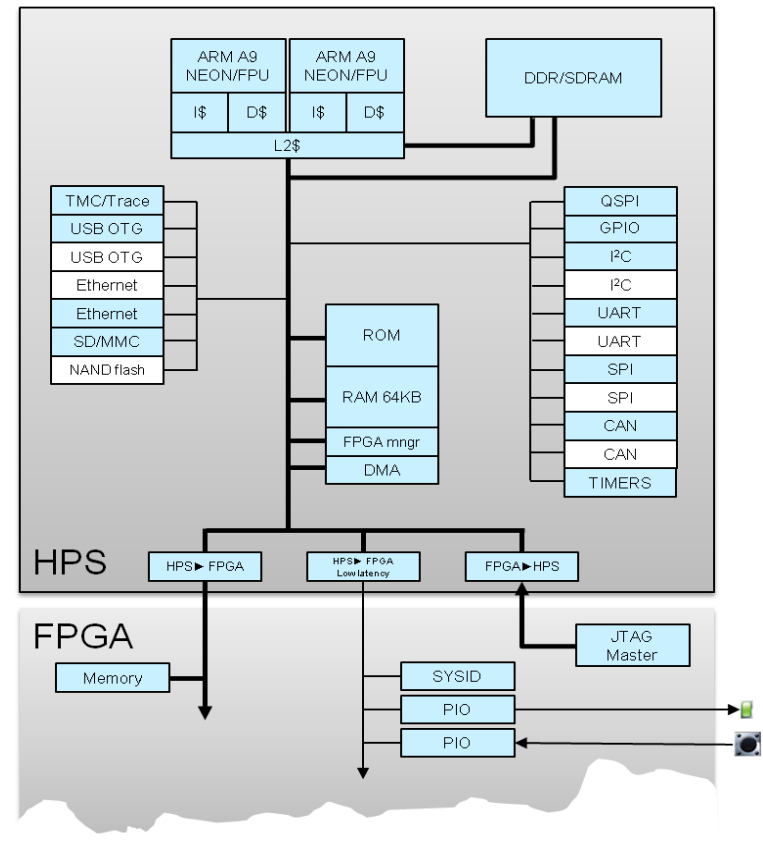 ARM A9
NEON/FPU
ARM A9
NEON/FPU
I$
D$
I$
D$
L2$
DDR/SDRAM
TMC/Trace
USB OTG
USB OTG
Ethernet
Ethernet
SD/MMC
NAND flash
QSPI
GPIO
I²C
I²C
UART
UART
SPI
SPI
CAN
CAN
TIMERS
ROM
RAM 64KB
FPGA mngr
DMA
HPS
HPS► FPGA
HPS► FPGA
Low latency
FPGA►HPS
FPGA
Memory
JTAG
Master
SYSID
PIO
PIO